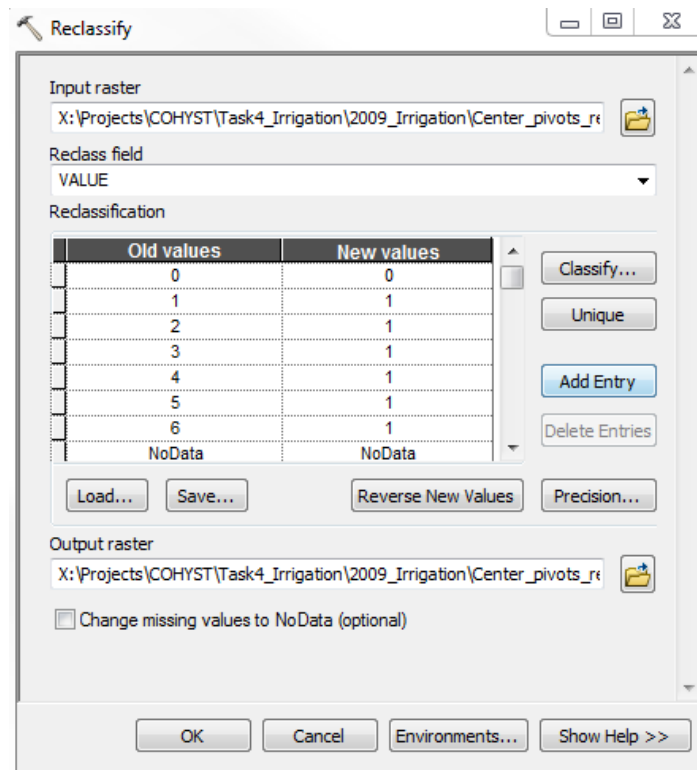 Reclassify
Input raster
X:\Projects\COHYST\Task4_Irrigation\2009_Irrigation\Center_pivots_re
Reclass field
VALUE
Reclassification
Old values New values
0 0
1 1
2 1
3 1
4 1
5 1
6 1
NoData NoData
Classify...
Unique
Add Entry
Delete Entries
Load... Save... Reverse New Values Precision...
Output raster
X:\Projects\COHYST\Task4_Irrigation\2009_Irrigation\Center_pivots_re
Change missing values to NoData (optional)
OK Cancel Environments... Show Help >>